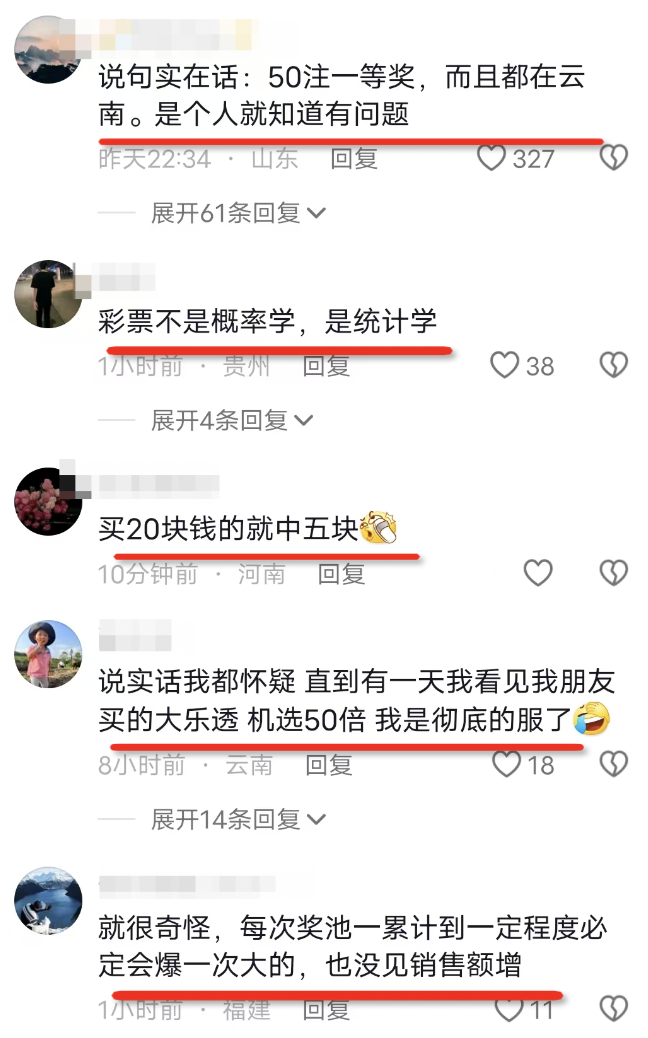 说句实在话：50注一等奖，而且都在云
南。是个人就知道有问题
昨天22:34 · 山东 回复 327
展开61条回复
彩票不是概率学，是统计学
1小时前 · 贵州 回复 38
展开4条回复
买20块钱的就中五块
10分钟前 · 河南 回复
说实话我都怀疑 直到有一天我看见我朋友
买的大乐透 机选50倍 我是彻底的服了
8小时前 · 云南 回复 18
展开14条回复
就很奇怪，每次奖池一累计到一定程度必
定会爆一次大的，也没见销售额增
1小时前 · 福建 回复 11